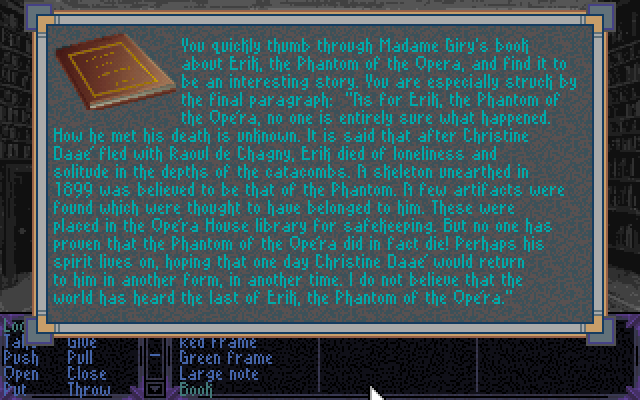 You quickly thumb through Madame Giry's book
about Erik, the Phantom of the Opera, and find it to
be an interesting story. You are especially struck by
the final paragraph: "As for Erik, the Phantom of
the Ope'ra, no one is entirely sure what happened.
How he met his death is unknown. It is said that after Christine
Daae' fled with Raoul de Chagny, Erik died of loneliness and
solitude in the depths of the catacombs. A skeleton unearthed in
1899 was believed to be that of the Phantom. A few artifacts were
found which were thought to have belonged to him. These were
placed in the Ope'ra House library for safekeeping. But no one has
proven that the Phantom of the Ope'ra did in fact die! Perhaps his
spirit lives on, hoping that one day Christine Daae' would return
to him in another form, in another time. I do not believe that the
world has heard the last of Erik, the Phantom of the Ope'ra."
Give
Red frame
Push Pull
Green frame
Open Close
Large note
Put Throw
Book